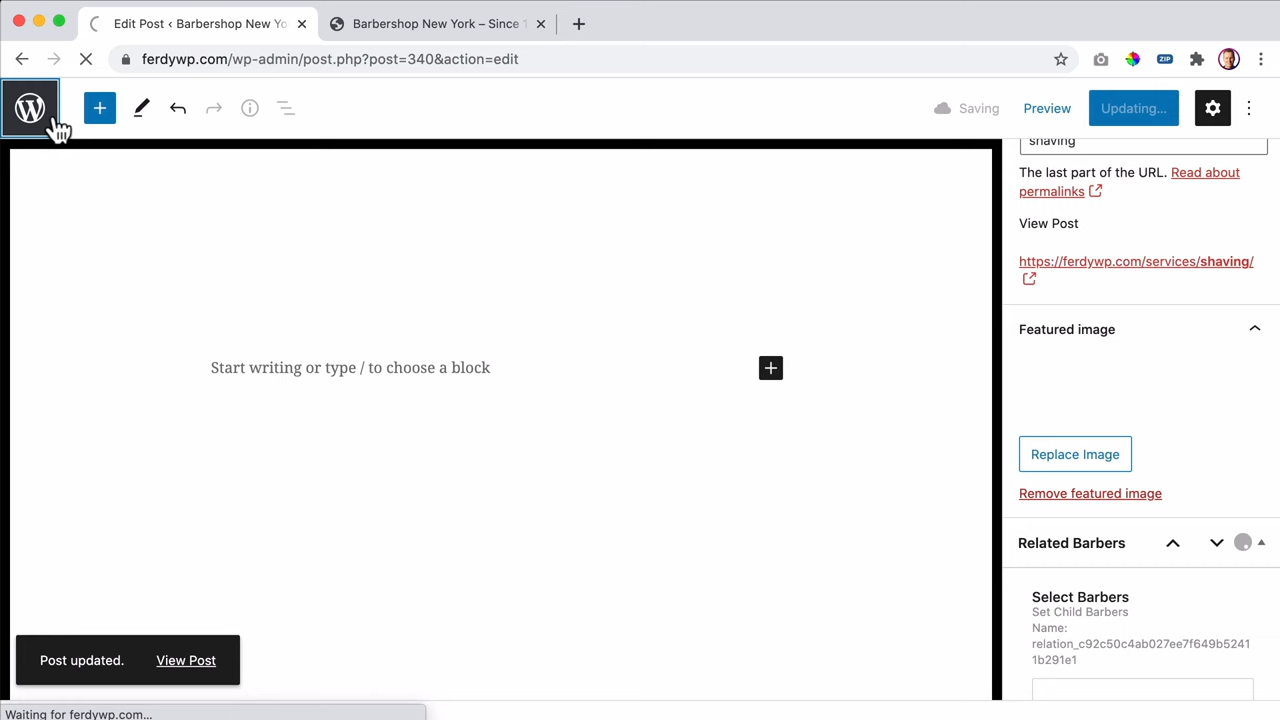 Edit Post ‹ Barbershop New Yo
Barbershop New York – Since 1
ferdywp.com/wp-admin/post.php?post=340&action=edit
ZIP
Saving
Preview
Updating...
shaving
The last part of the URL. Read about
permalinks
View Post
https://ferdywp.com/services/shaving/
Featured image
Start writing or type / to choose a block
Replace Image
Remove featured image
Related Barbers
Select Barbers
Set Child Barbers
Name:
relation_c92c50c4ab027ee7f649b5241
1b291e1
Post updated.
View Post
Waiting for ferdywp.com...